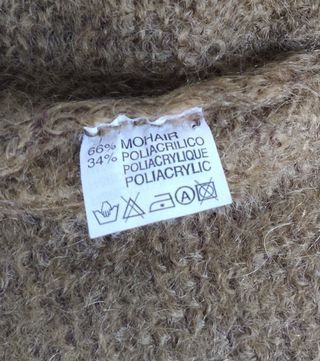 66% MOHAIR
34% POLIACRILICO
POLIACRYLIQUE
POLIACRYLIC
A